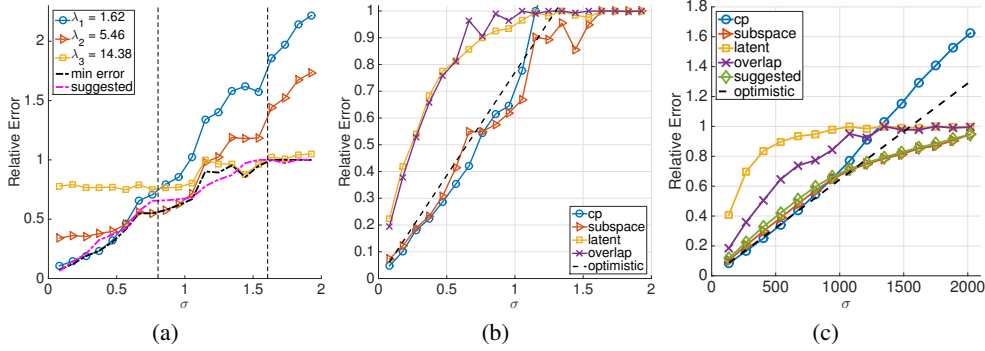 λ₁ = 1.62
λ₂ = 5.46
λ₃ = 14.38
min error
suggested
Relative Error
2
1.5
1
0.5
0
0 0.5 1 1.5 2
σ
(a)
Relative Error
1
0.9
0.8
0.7
0.6
0.5
0.4
0.3
0.2
0.1
0
cp
subspace
latent
overlap
optimistic
0 0.5 1 1.5 2
σ
(b)
Relative Error
1.8
1.6
1.4
1.2
1.0
0.8
0.6
0.4
0.2
0
cp
subspace
latent
overlap
suggested
optimistic
0 500 1000 1500 2000
σ
(c)